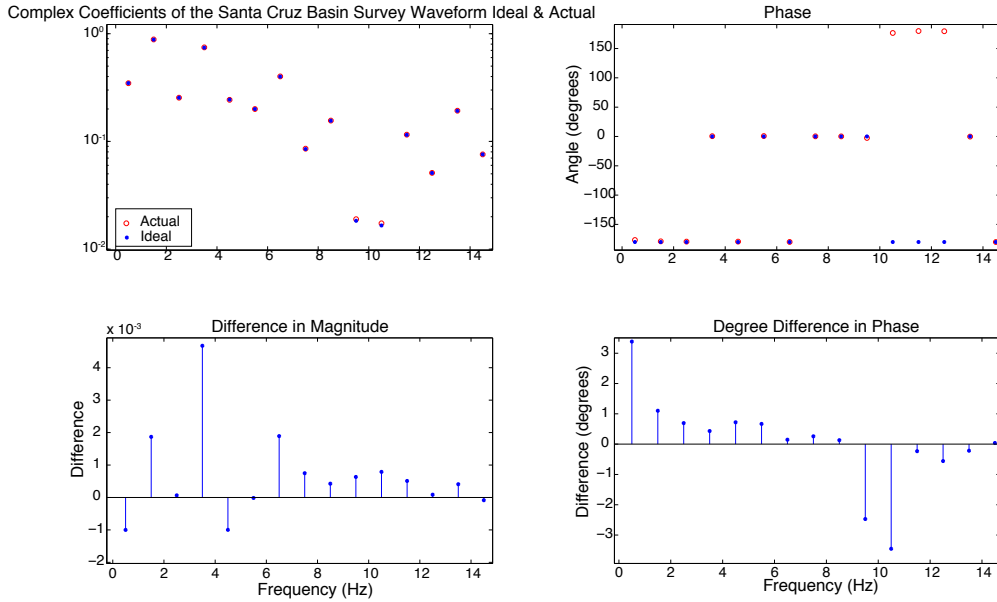 Complex Coefficients of the Santa Cruz Basin Survey Waveform Ideal & Actual
10⁰
10⁻¹
10⁻²
Actual
Ideal
0 2 4 6 8 10 12 14
Phase
Angle (degrees)
150
100
50
0
−50
−100
−150
0 2 4 6 8 10 12 14
Difference in Magnitude
x 10⁻³
Difference
4
3
2
1
0
−1
−2
0 2 4 6 8 10 12 14
Frequency (Hz)
Degree Difference in Phase
Difference (degrees)
3
2
1
0
−1
−2
−3
0 2 4 6 8 10 12 14
Frequency (Hz)